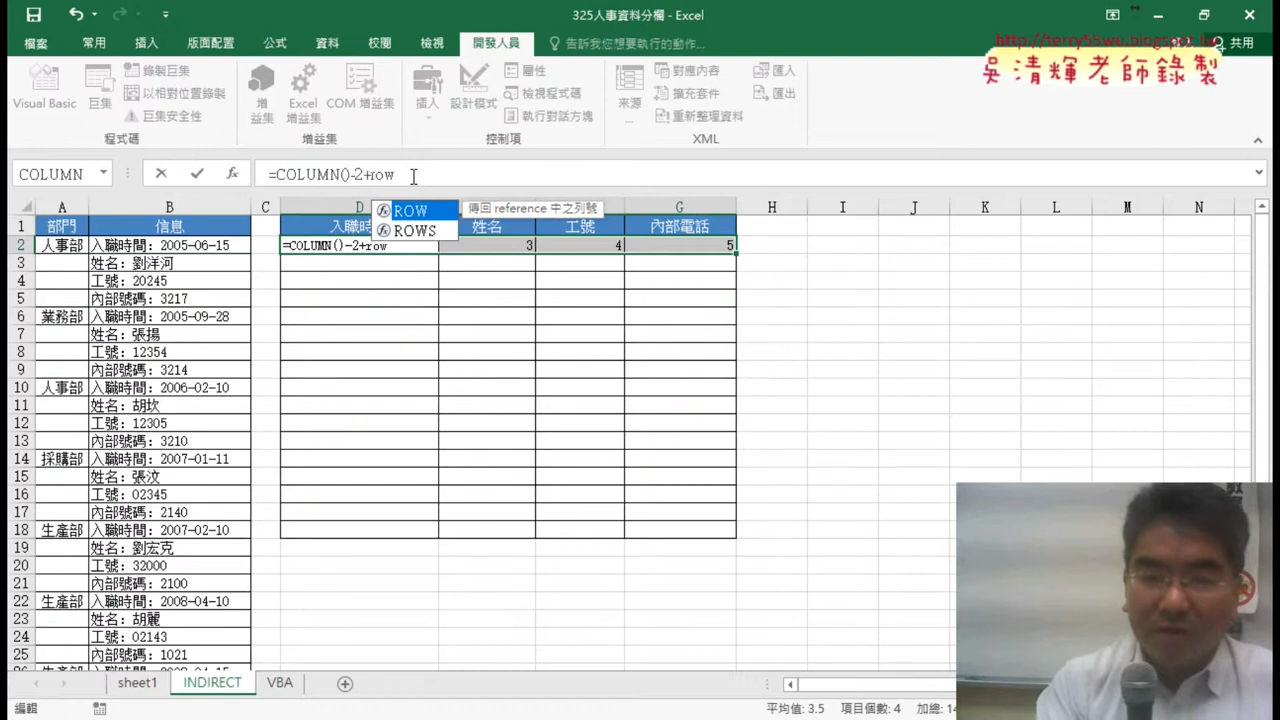 325人事資料分欄 - Excel
http://terry55wu.blogspot.tw
檔案 常用 插入 版面配置 公式 資料 校閱 檢視 開發人員 告訴我您想要執行的動作... 共用
吳清輝老師錄製
Visual Basic 巨集 錄製巨集 以相對位置錄製 巨集安全性
增益集 Excel 增益集 COM 增益集
插入 設計模式 屬性 檢視程式碼 執行對話方塊
來源 對應內容 擴充套件 重新整理資料 匯入 匯出
程式碼 增益集 控制項 XML
COLUMN =COLUMN()-2+row
A B C D G H I J K L M N
ROW 傳回 reference 中之列號
ROWS
1 部門 信息 入職時 姓名 工號 內部電話
2 人事部 入職時間: 2005-06-15 =COLUMN()-2+row 3 4 5
3 姓名: 劉洋河
4 工號: 20245
5 內部號碼: 3217
6 業務部 入職時間: 2005-09-28
7 姓名: 張揚
8 工號: 12354
9 內部號碼: 3214
10 人事部 入職時間: 2006-02-10
11 姓名: 胡坎
12 工號: 12305
13 內部號碼: 3210
14 採購部 入職時間: 2007-01-11
15 姓名: 張汶
16 工號: 02345
17 內部號碼: 2140
18 生產部 入職時間: 2007-02-10
19 姓名: 劉宏克
20 工號: 32000
21 內部號碼: 2100
22 生產部 入職時間: 2008-04-10
23 姓名: 胡麗
24 工號: 02143
25 內部號碼: 1021
sheet1 INDIRECT VBA
編輯 平均值: 3.5 項目個數: 4 加總: 14